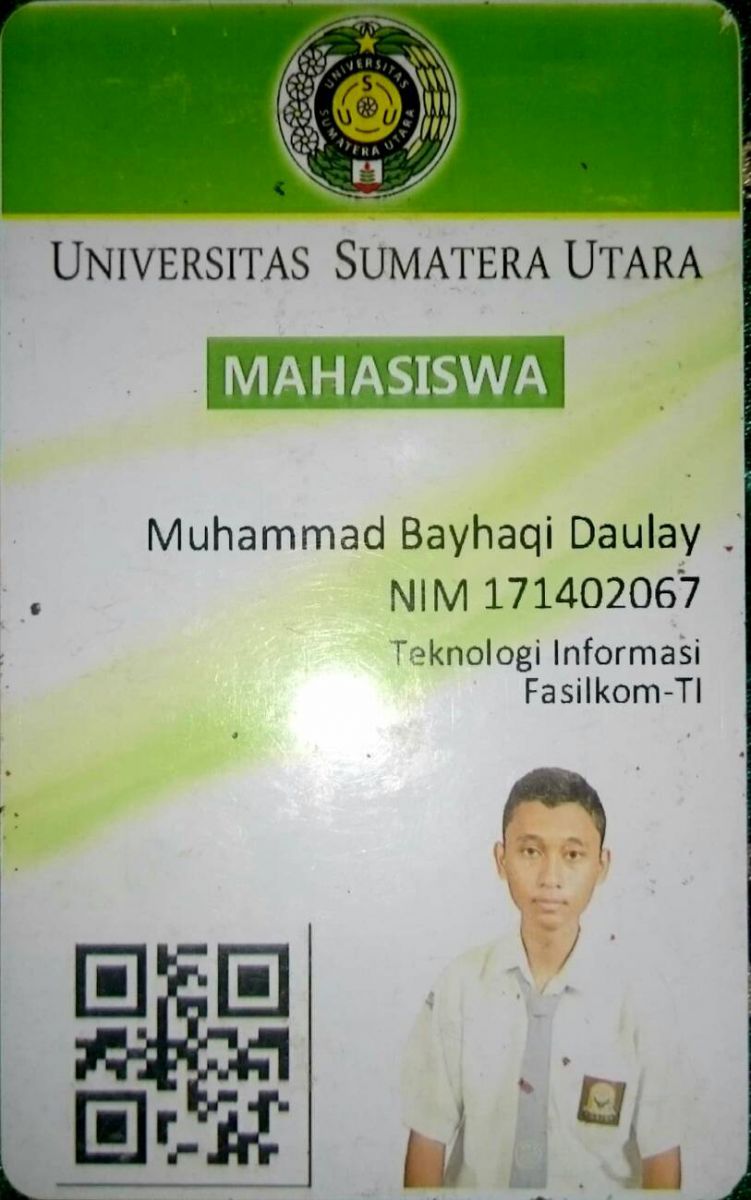 UNIVERSITAS SUMATERA UTARA
S
U U
UNIVERSITAS SUMATERA UTARA
MAHASISWA
Muhammad Bayhaqi Daulay
NIM 171402067
Teknologi Informasi
Fasilkom-TI